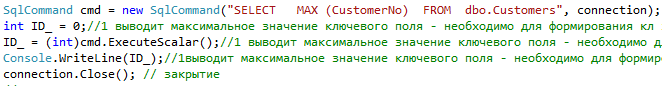 SqlCommand cmd = new SqlCommand("SELECT   MAX (CustomerNo)  FROM  dbo.Customers", connection);
int ID_ = 0;//1 выводит максимальное значение ключевого поля - необходимо для формирования кл
ID_ = (int)cmd.ExecuteScalar();//1 выводит максимальное значение ключевого поля - необходимо д
Console.WriteLine(ID_);//1выводит максимальное значение ключевого поля - необходимо для формиро
connection.Close(); // закрытие